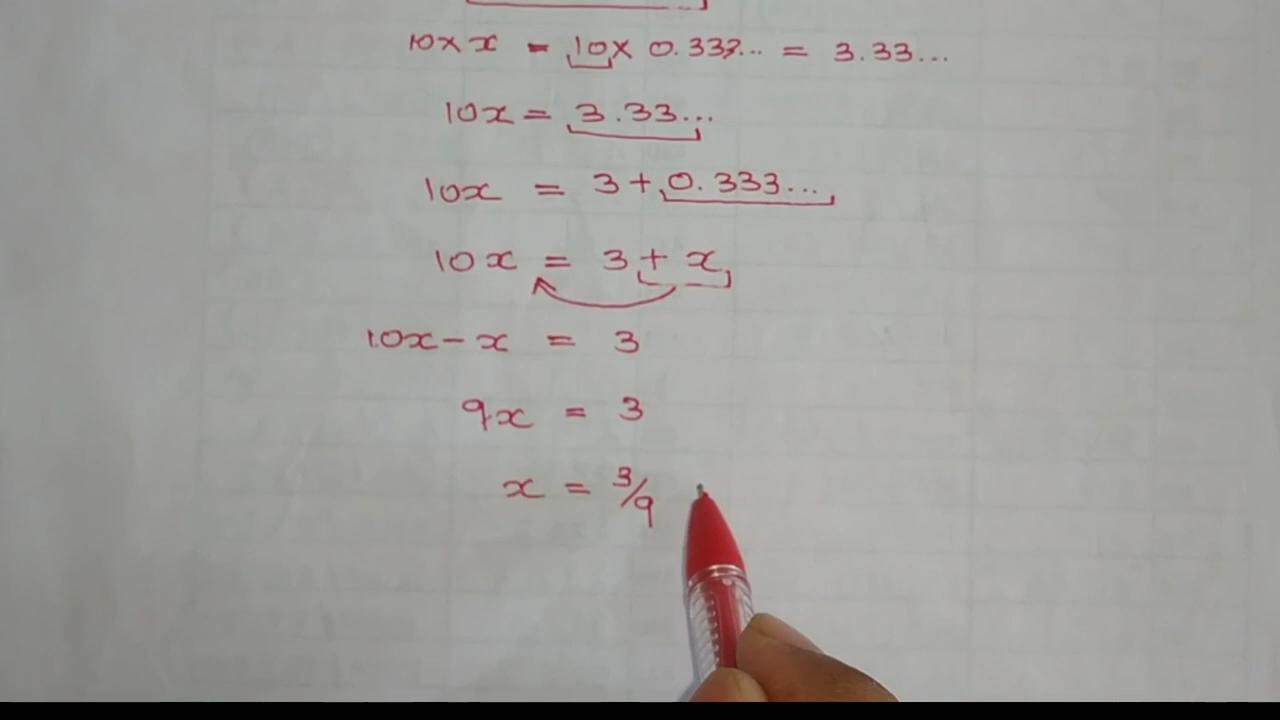 10×x = 10× 0.333... = 3.33...
10x = 3.33...
10x = 3+0.333...
10x = 3+x
10x-x = 3
9x = 3
x = 3/9